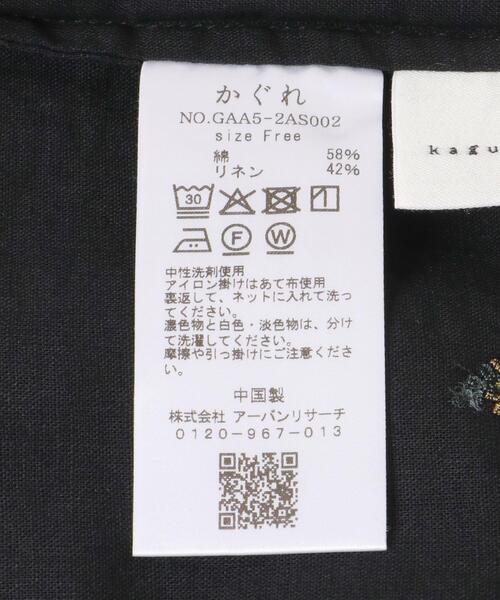 かぐれ
NO.GAA5-2AS002
size Free
綿 58%
リネン 42%
30
F W
中性洗剤使用
アイロン掛けはあて布使用
裏返して、ネットに入れて洗っ
てください。
濃色物と白色・淡色物は、分け
て洗濯してください。
摩擦や引っ掛けにご注意くださ
い。
中国製
株式会社 アーバンリサーチ
0120-967-013
kagu